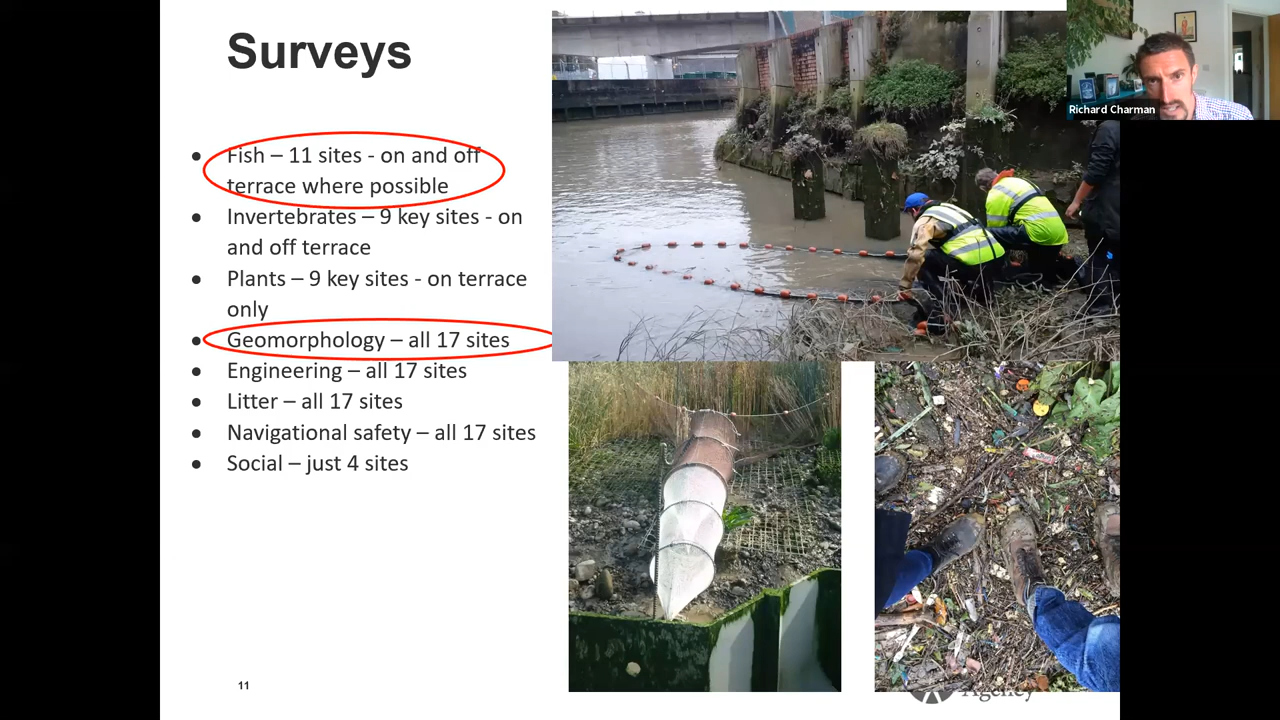 Surveys
Richard Charman
• Fish – 11 sites - on and off
terrace where possible
• Invertebrates – 9 key sites - on
and off terrace
• Plants – 9 key sites - on terrace
only
• Geomorphology – all 17 sites
• Engineering – all 17 sites
• Litter – all 17 sites
• Navigational safety – all 17 sites
• Social – just 4 sites
11
Agency